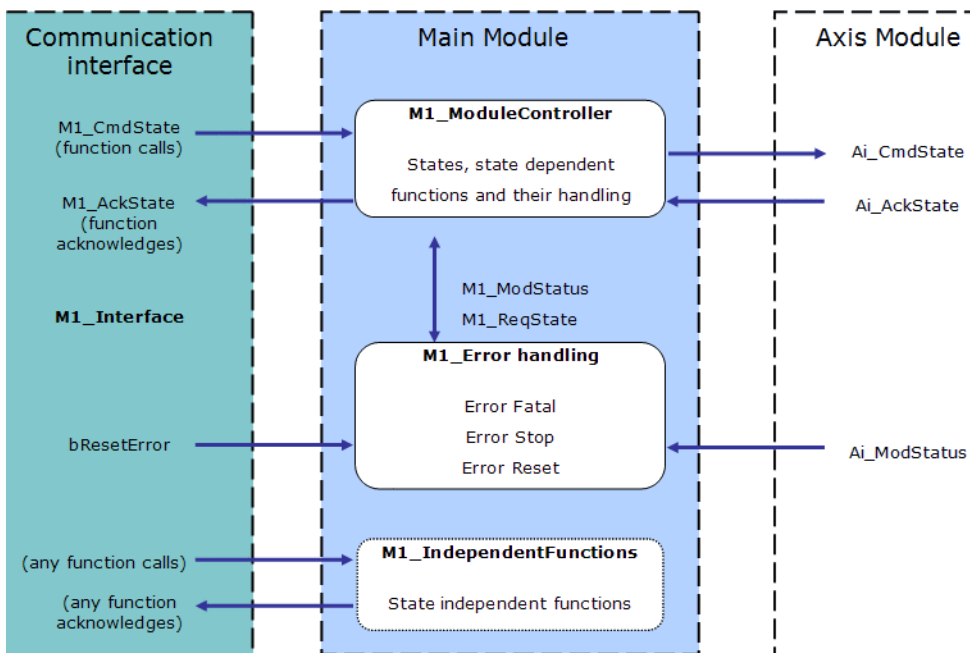 Communication
interface
M1_CmdState
(function calls)
M1_AckState
(function
acknowledges)
M1_Interface
bResetError
(any function calls)
(any function
acknowledges)
Main Module
M1_ModuleController
States, state dependent
functions and their handling
M1_ModStatus
M1_ReqState
M1_Error handling
Error Fatal
Error Stop
Error Reset
M1_IndependentFunctions
State independent functions
Axis Module
Ai_CmdState
Ai_AckState
Ai_ModStatus